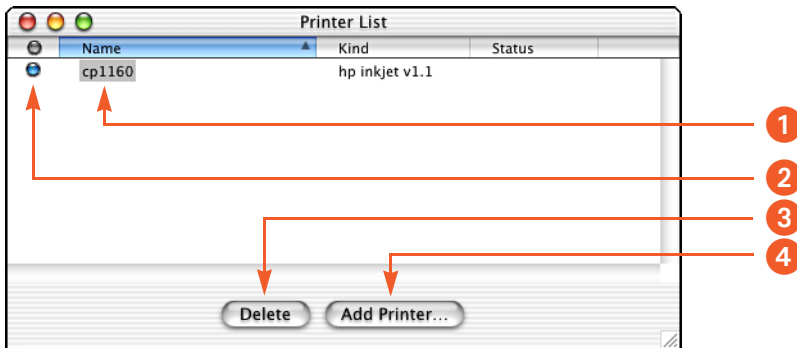 Printer List
Name Kind Status
cp1160 hp inkjet v1.1
1
2
3
4
Delete Add Printer...